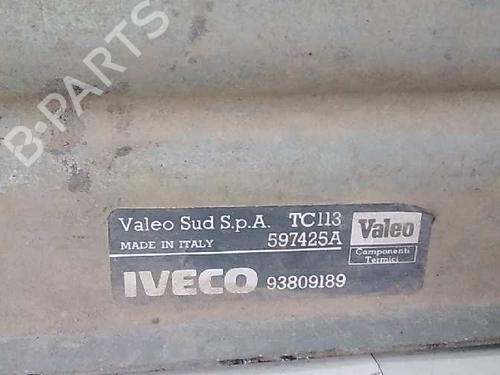 B-PARTS
Valeo Sud S.p.A. TC113
MADE IN ITALY 597425A
Valeo
Componenti
Termici
IVECO 93809189